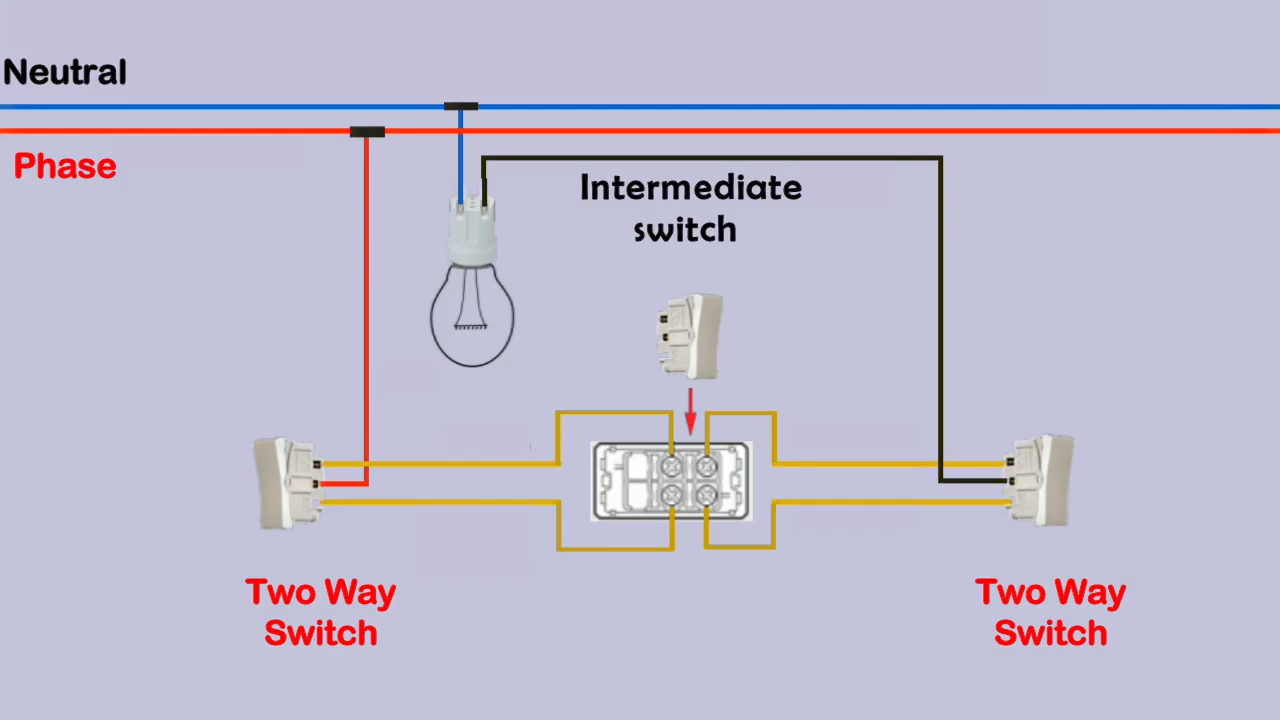 Neutral
Phase
Intermediate
switch
Two Way
Switch
Two Way
Switch